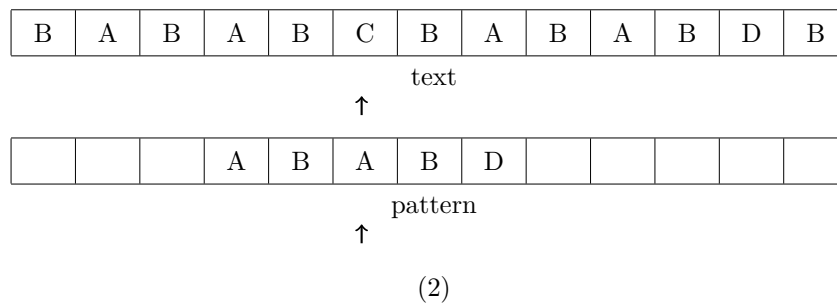 B A B A B C B A B A B D B
text
↑
A B A B D
pattern
↑
(2)